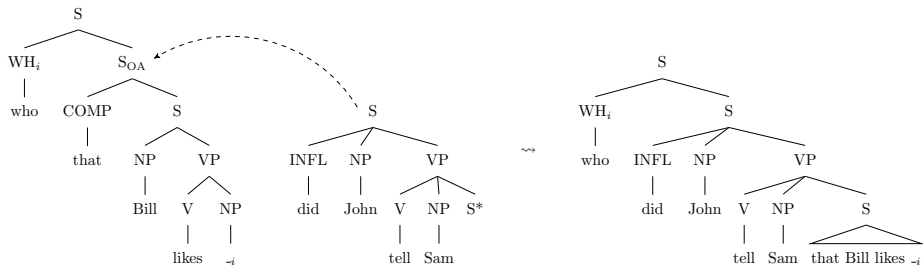 S
WH_i S_OA S S
who COMP S INFL NP VP ⇝ WH_i S
that NP VP did John V NP S* who INFL NP VP
Bill V NP tell Sam did John V NP S
likes _i tell Sam that Bill likes _i